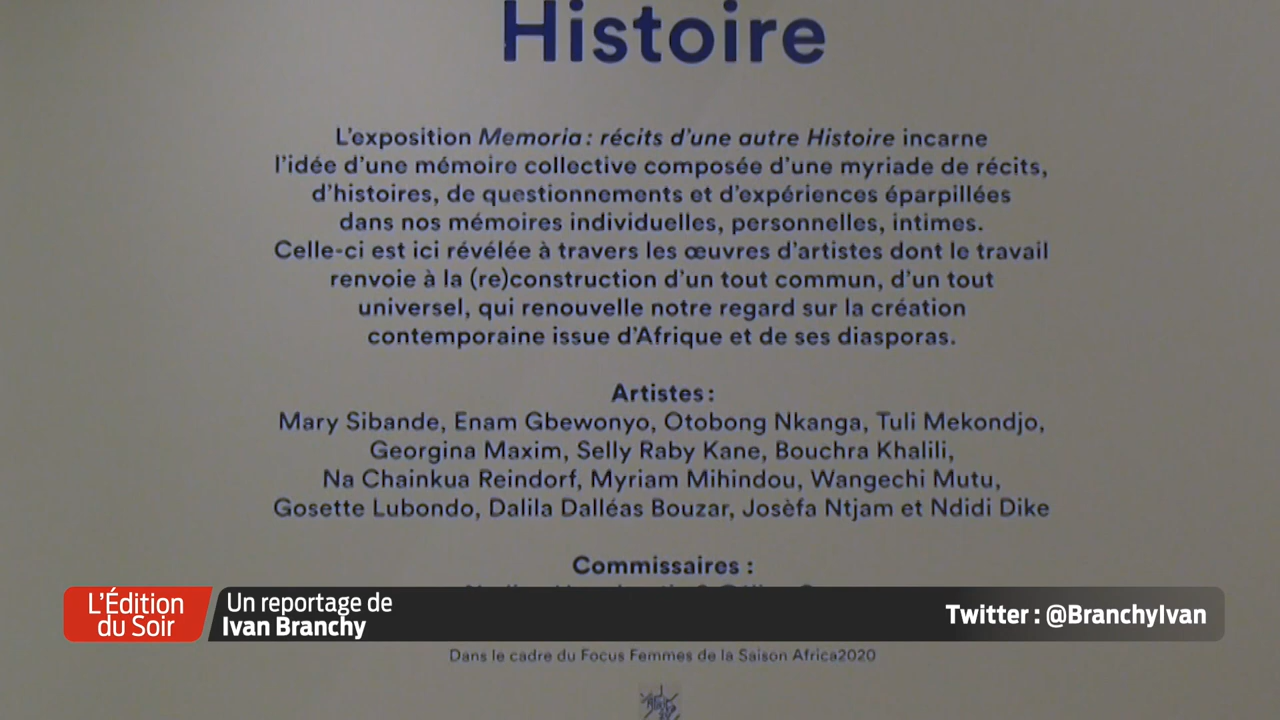 Histoire
L'exposition Memoria : récits d'une autre Histoire incarne
l'idée d'une mémoire collective composée d'une myriade de récits,
d'histoires, de questionnements et d'expériences éparpillées
dans nos mémoires individuelles, personnelles, intimes.
Celle-ci est ici révélée à travers les œuvres d'artistes dont le travail
renvoie à la (re)construction d'un tout commun, d'un tout
universel, qui renouvelle notre regard sur la création
contemporaine issue d'Afrique et de ses diasporas.
Artistes :
Mary Sibande, Enam Gbewonyo, Otobong Nkanga, Tuli Mekondjo,
Georgina Maxim, Selly Raby Kane, Bouchra Khalili,
Na Chainkua Reindorf, Myriam Mihindou, Wangechi Mutu,
Gosette Lubondo, Dalila Dalléas Bouzar, Josèfa Ntjam et Ndidi Dike
Commissaires :
L'Édition
du Soir
Un reportage de
Ivan Branchy
Twitter : @BranchyIvan
Dans le cadre du Focus Femmes de la Saison Africa2020